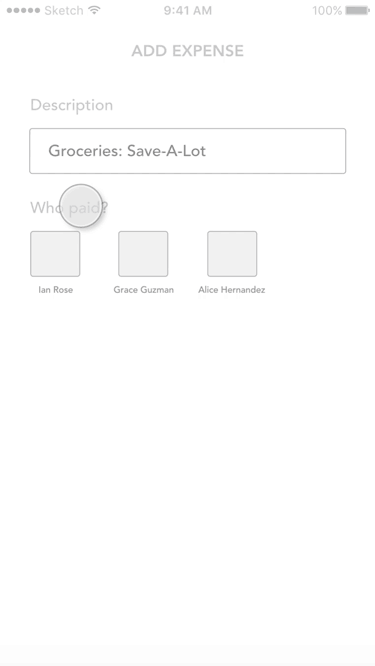 Sketch 9:41 AM 100%
ADD EXPENSE
Description
Groceries: Save-A-Lot
Who paid?
Ian Rose Grace Guzman Alice Hernandez